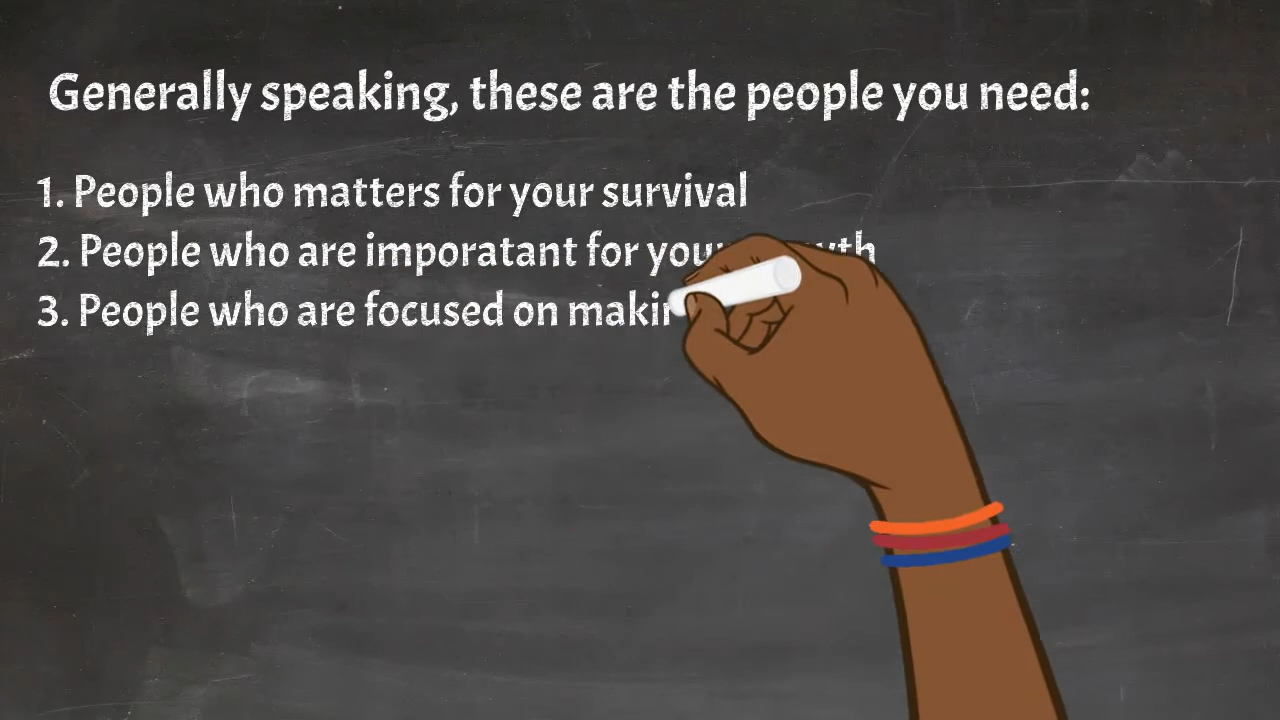 Generally speaking, these are the people you need:
1. People who matters for your survival
2. People who are imporatant for your
3. People who are focused on